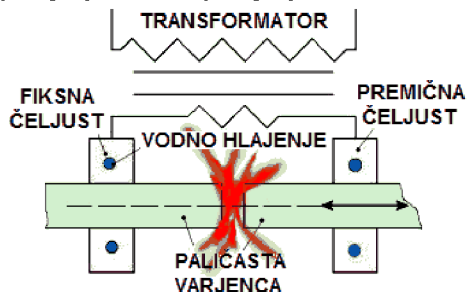 TRANSFORMATOR
FIKSNA
ČELJUST
PREMIČNA
ČELJUST
VODNO HLAJENJE
PALIČASTA
VARJENCA